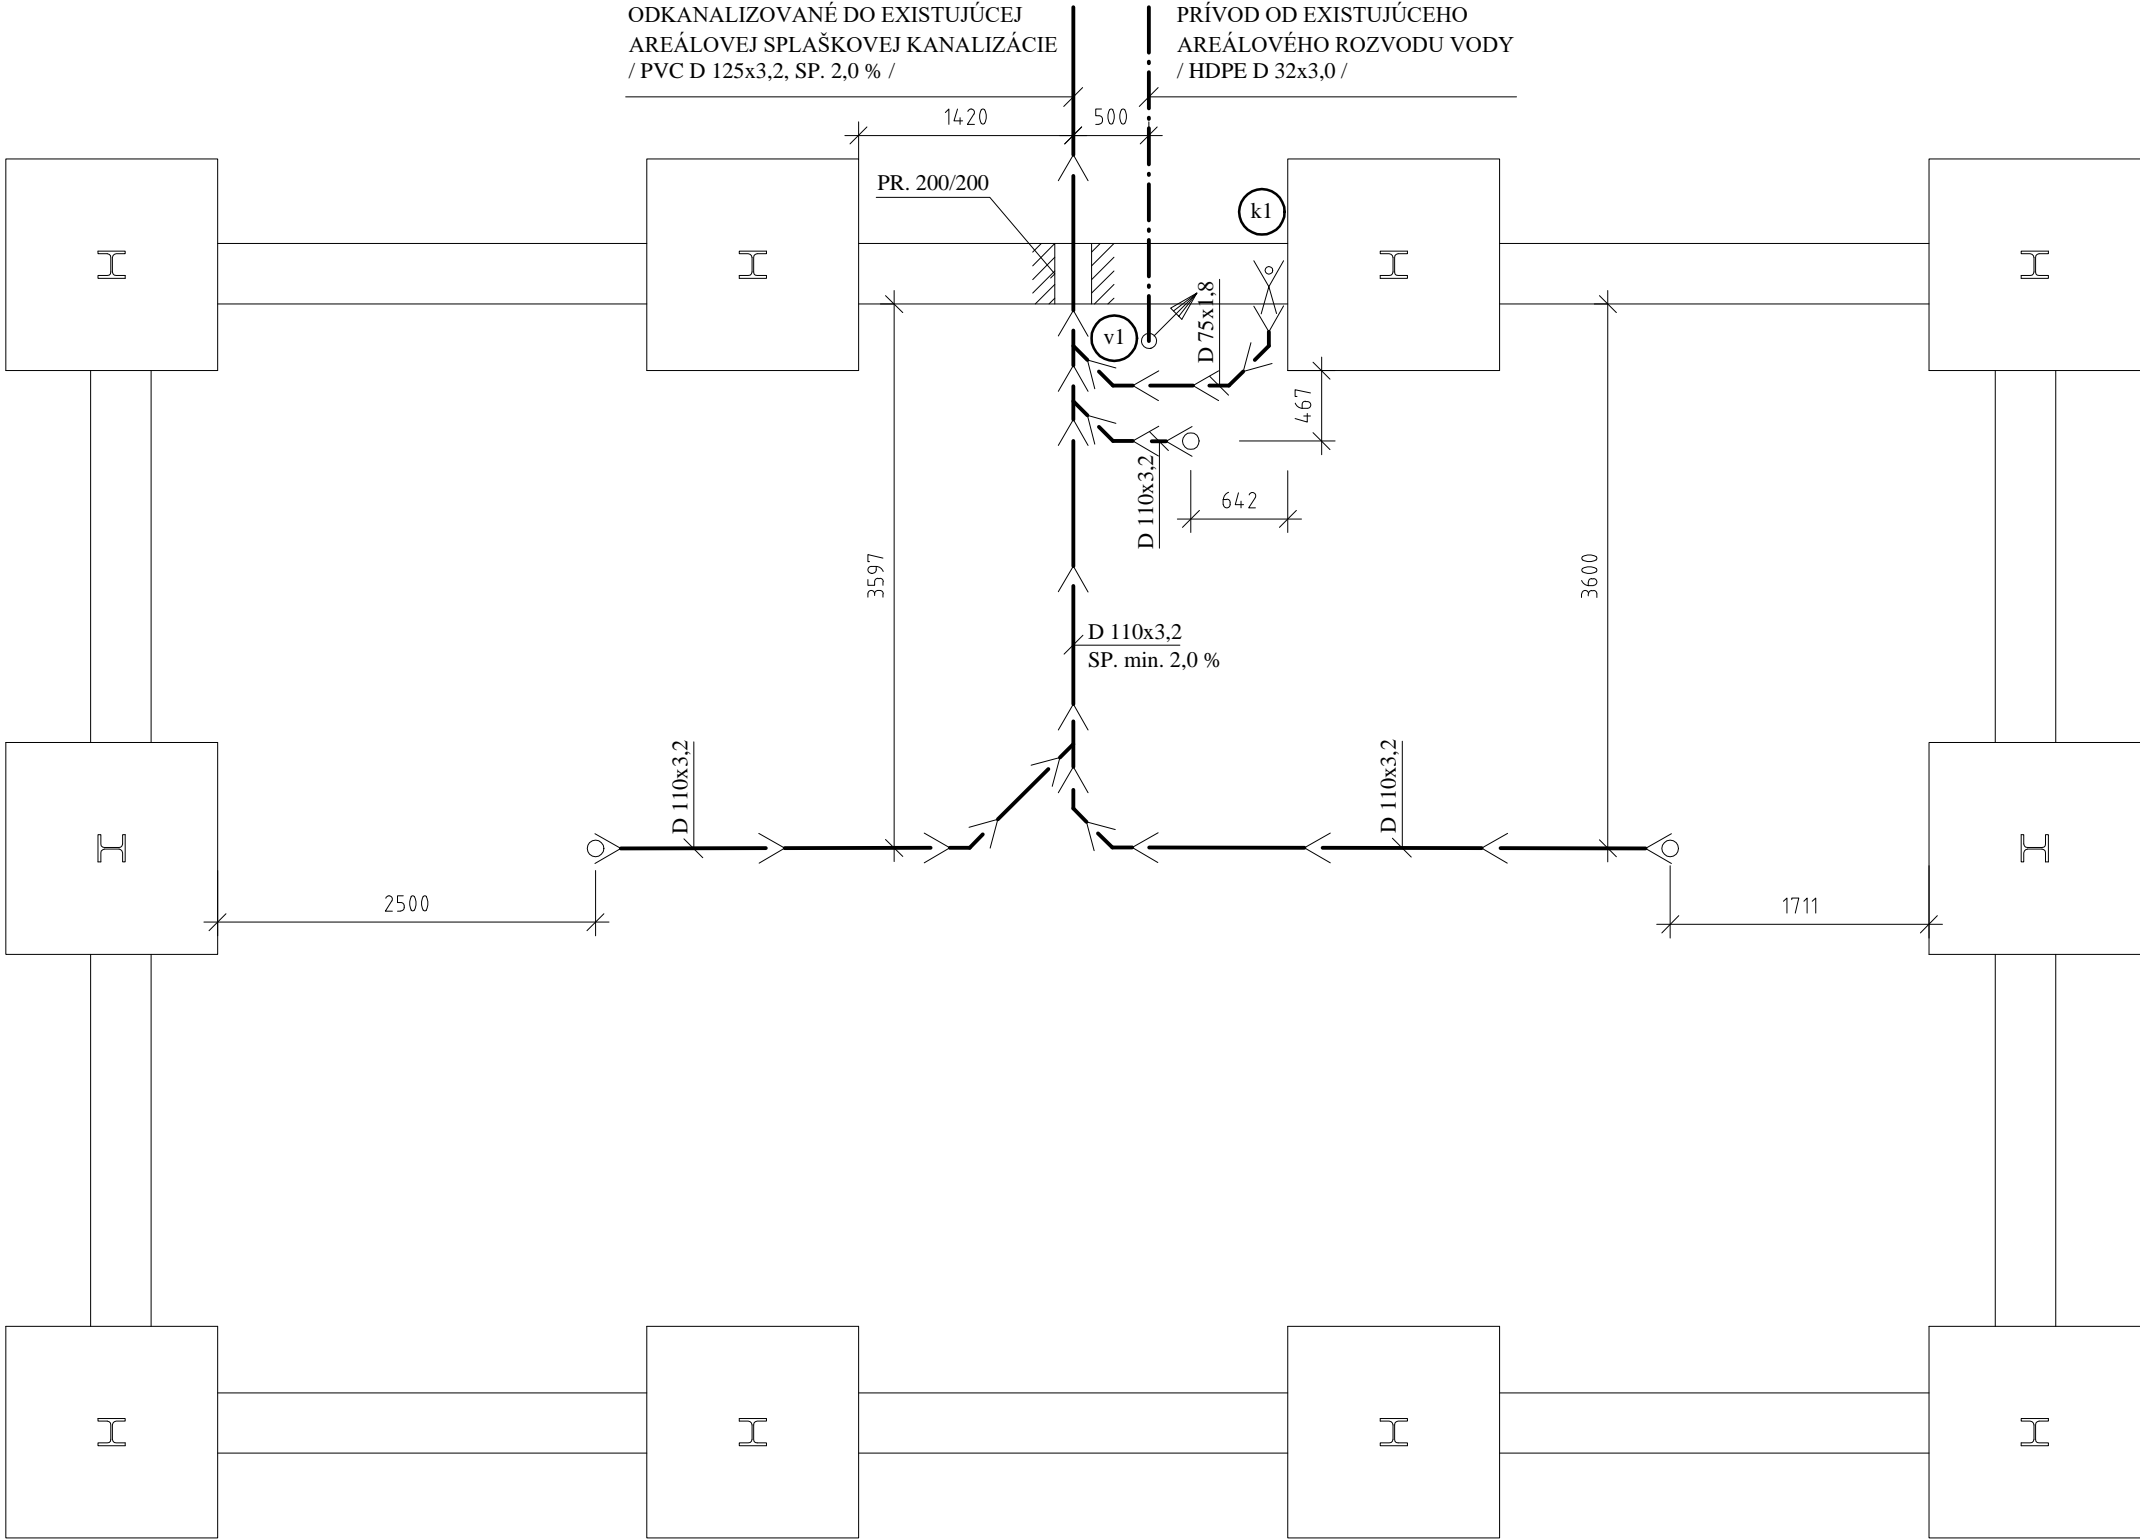 ODKANALIZOVANÉ DO EXISTUJÚCEJ
AREÁLOVEJ SPLAŠKOVEJ KANALIZÁCIE
/ PVC D 125x3,2, SP. 2,0 % /
PRÍVOD OD EXISTUJÚCEHO
AREÁLOVÉHO ROZVODU VODY
/ HDPE D 32x3,0 /
1420
500
PR. 200/200
k1
v1
D 75x1,8
467
D 110x3,2
642
3597
3600
D 110x3,2
SP. min. 2,0 %
D 110x3,2
D 110x3,2
2500
1711